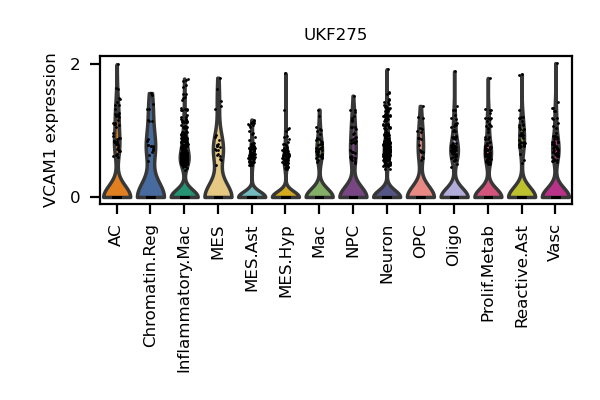 UKF275
VCAM1 expression
2
0
AC
Chromatin.Reg
Inflammatory.Mac
MES
MES.Ast
MES.Hyp
Mac
NPC
Neuron
OPC
Oligo
Prolif.Metab
Reactive.Ast
Vasc